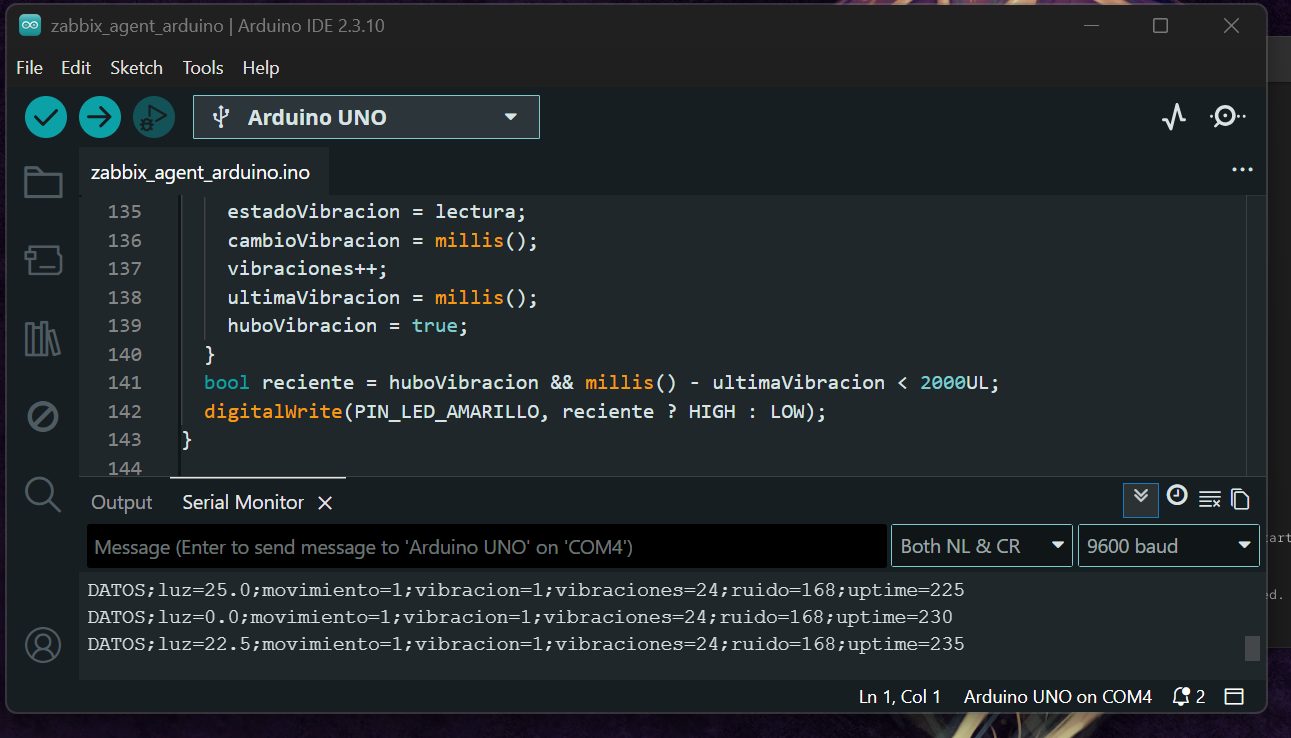 zabbix_agent_arduino | Arduino IDE 2.3.10
File Edit Sketch Tools Help
Arduino UNO
zabbix_agent_arduino.ino
135 estadoVibracion = lectura;
136 cambioVibracion = millis();
137 vibraciones++;
138 ultimaVibracion = millis();
139 huboVibracion = true;
140 }
141 bool reciente = huboVibracion && millis() - ultimaVibracion < 2000UL;
142 digitalWrite(PIN_LED_AMARILLO, reciente ? HIGH : LOW);
143 }
144
Output Serial Monitor
Message (Enter to send message to 'Arduino UNO' on 'COM4') Both NL & CR 9600 baud
DATOS;luz=25.0;movimiento=1;vibracion=1;vibraciones=24;ruido=168;uptime=225
DATOS;luz=0.0;movimiento=1;vibracion=1;vibraciones=24;ruido=168;uptime=230
DATOS;luz=22.5;movimiento=1;vibracion=1;vibraciones=24;ruido=168;uptime=235
Ln 1, Col 1 Arduino UNO on COM4 2